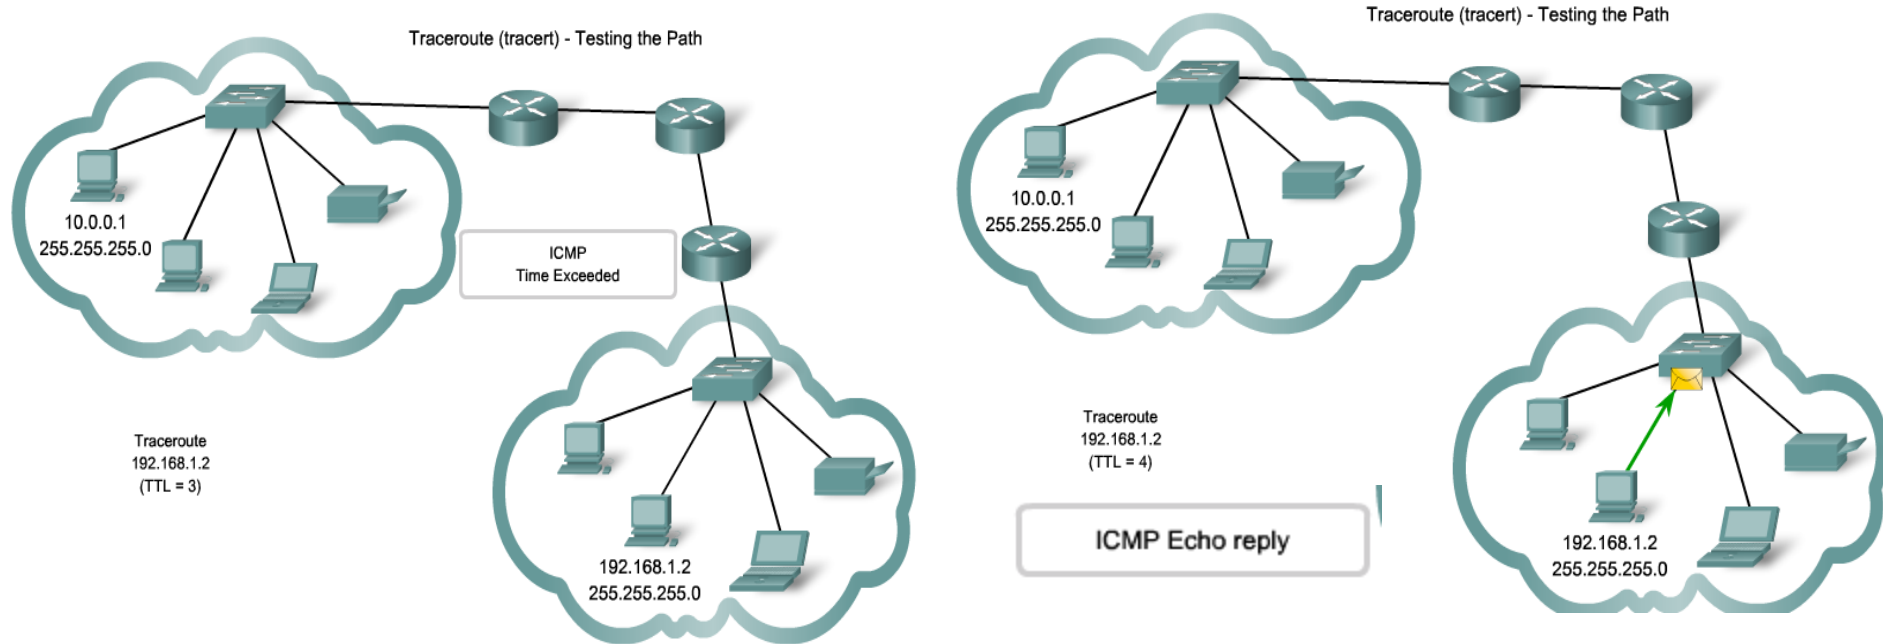 Traceroute (tracert) - Testing the Path
10.0.0.1
255.255.255.0
ICMP
Time Exceeded
Traceroute
192.168.1.2
(TTL = 3)
192.168.1.2
255.255.255.0
Traceroute (tracert) - Testing the Path
10.0.0.1
255.255.255.0
Traceroute
192.168.1.2
(TTL = 4)
ICMP Echo reply
192.168.1.2
255.255.255.0